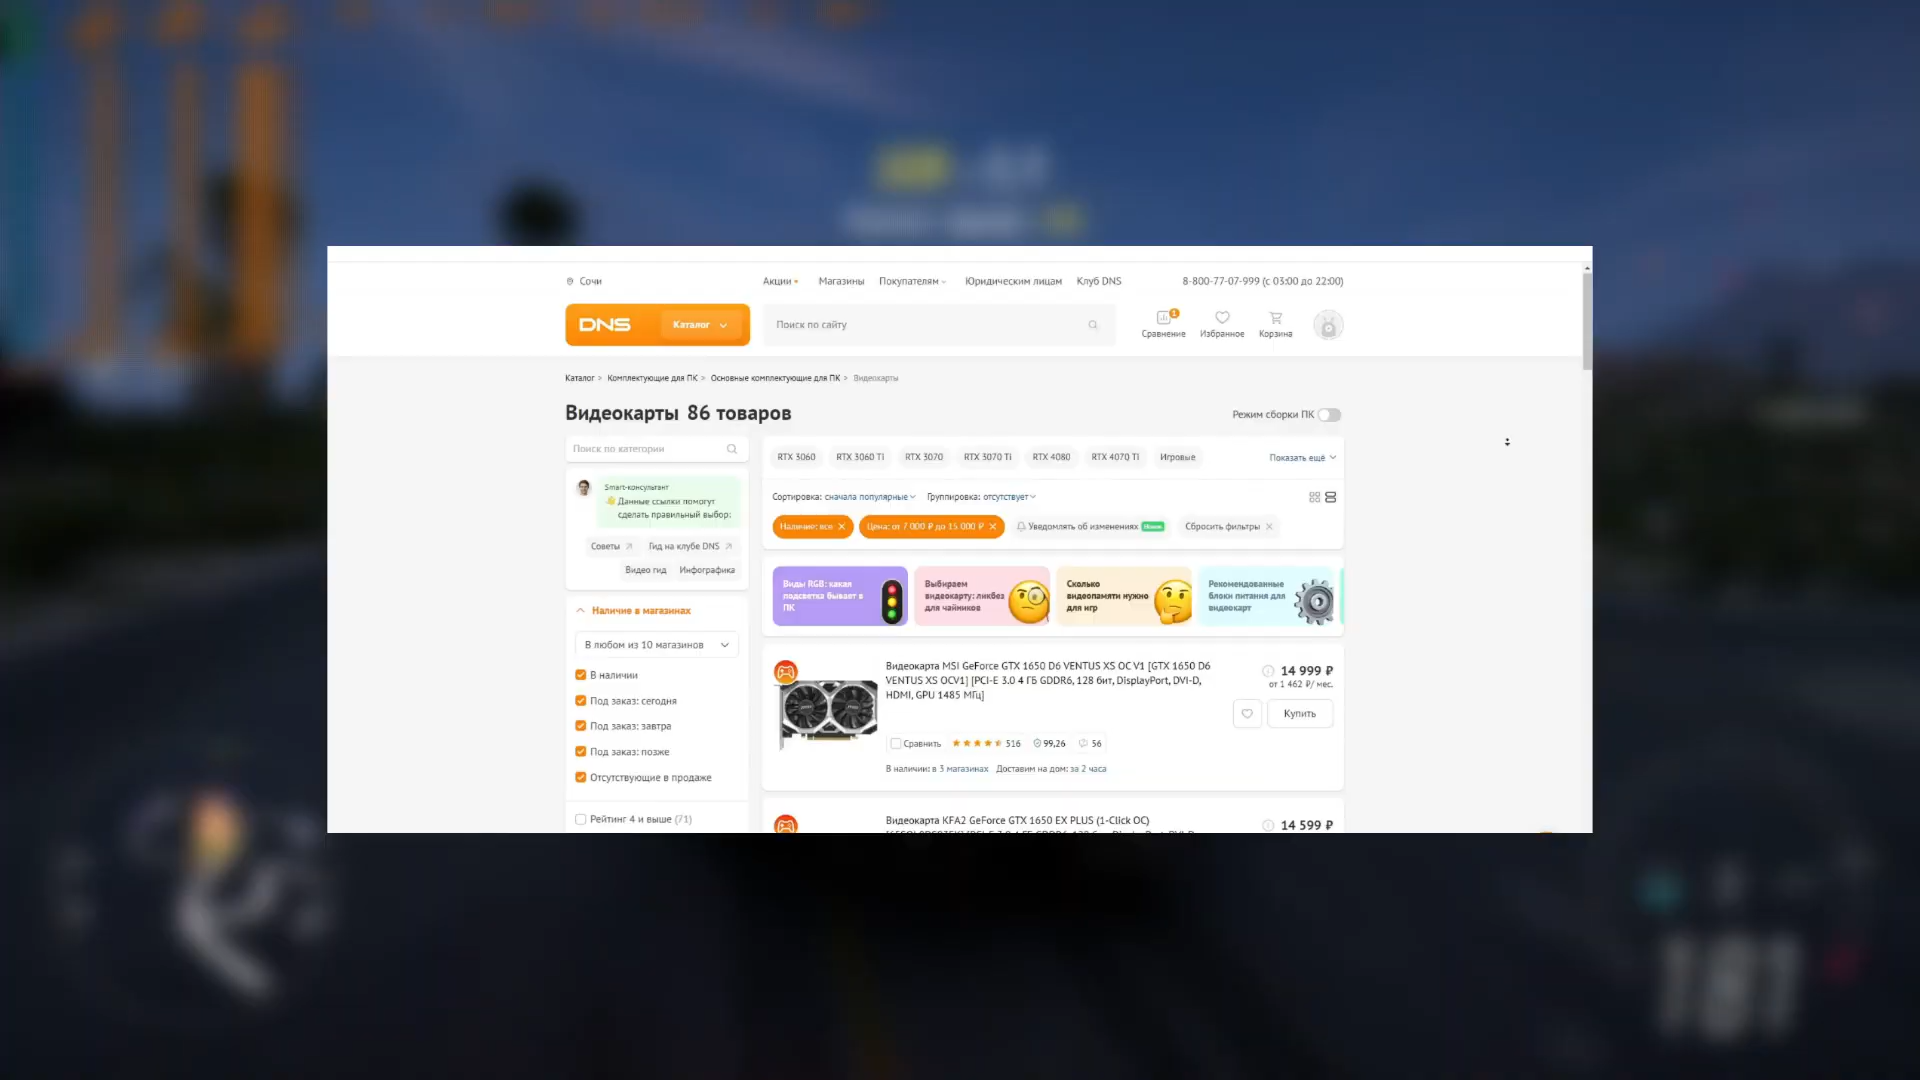 Сочи
Акции
Магазины
Покупателям
Юридическим лицам
Клуб DNS
8-800-77-07-999 (с 03:00 до 22:00)
DNS
Каталог
Поиск по сайту
1
Сравнение
Избранное
Корзина
Каталог > Комплектующие для ПК > Основные комплектующие для ПК > Видеокарты
Видеокарты 86 товаров
Режим сборки ПК
Поиск по категории
RTX 3060
RTX 3060 Ti
RTX 3070
RTX 3070 Ti
RTX 4080
RTX 4070 Ti
Игровые
Показать ещё
Smart-консультант
Данные ссылки помогут
сделать правильный выбор:
Советы
Гид на клубе DNS
Видео гид
Инфографика
Сортировка: сначала популярные
Группировка: отсутствует
Наличие: все
Цена: от 7 000 ₽ до 15 000 ₽
Уведомлять об изменениях
Сбросить фильтры
Виды RGB: какая
подсветка бывает в
ПК
Выбираем
видеокарту: ликбез
для чайников
Сколько
видеопамяти нужно
для игр
Рекомендованные
блоки питания для
видеокарт
Наличие в магазинах
В любом из 10 магазинов
В наличии
Под заказ: сегодня
Под заказ: завтра
Под заказ: позже
Отсутствующие в продаже
Рейтинг 4 и выше (71)
Видеокарта MSI GeForce GTX 1650 D6 VENTUS XS OC V1 [GTX 1650 D6
VENTUS XS OCV1] [PCI-E 3.0 4 ГБ GDDR6, 128 бит, DisplayPort, DVI-D,
HDMI, GPU 1485 МГц]
14 999 ₽
от 1 462 ₽/ мес.
Купить
Сравнить
516
99,26
56
В наличии: в 3 магазинах
Доставим на дом: за 2 часа
Видеокарта KFA2 GeForce GTX 1650 EX PLUS (1-Click OC)
14 599 ₽
181